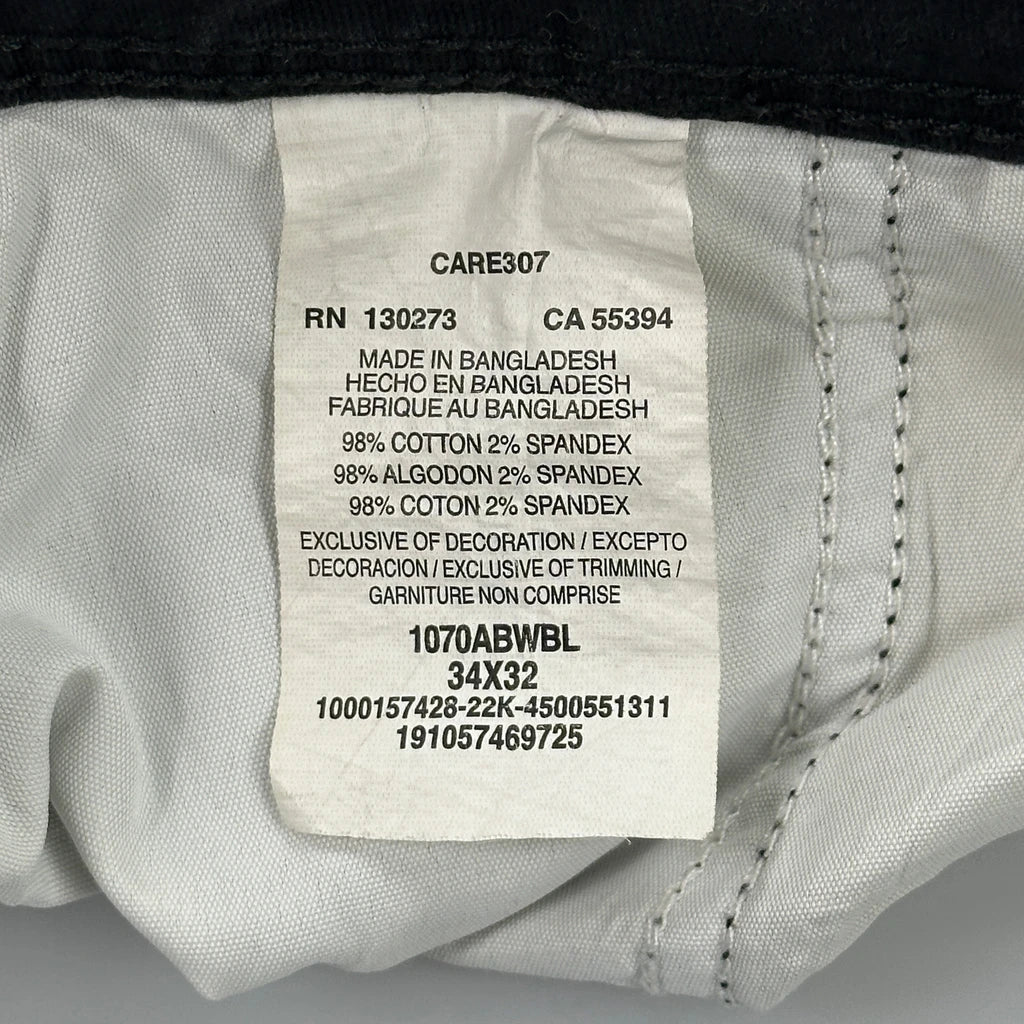 CARE307
RN 130273 CA 55394
MADE IN BANGLADESH
HECHO EN BANGLADESH
FABRIQUE AU BANGLADESH
98% COTTON 2% SPANDEX
98% ALGODON 2% SPANDEX
98% COTON 2% SPANDEX
EXCLUSIVE OF DECORATION / EXCEPTO
DECORACION / EXCLUSIVE OF TRIMMING /
GARNITURE NON COMPRISE
1070ABWBL
34X32
1000157428-22K-4500551311
191057469725